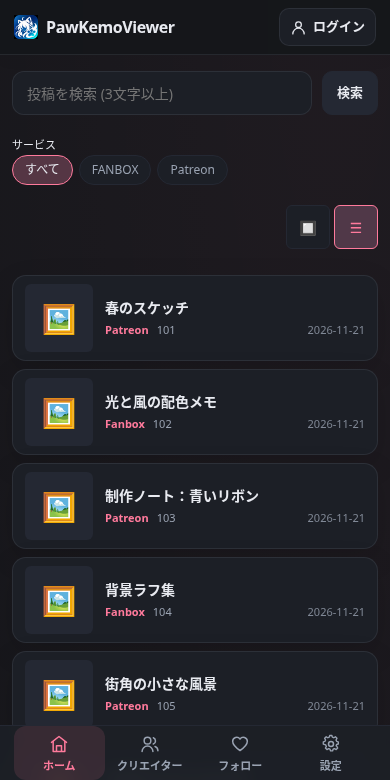 PawKemoViewer
ログイン
投稿を検索 (3文字以上)
検索
サービス
すべて
FANBOX
Patreon
春のスケッチ
Patreon 101 2026-11-21
光と風の配色メモ
Fanbox 102 2026-11-21
制作ノート：青いリボン
Patreon 103 2026-11-21
背景ラフ集
Fanbox 104 2026-11-21
街角の小さな風景
Patreon 105 2026-11-21
ホーム
クリエイター
フォロー
設定